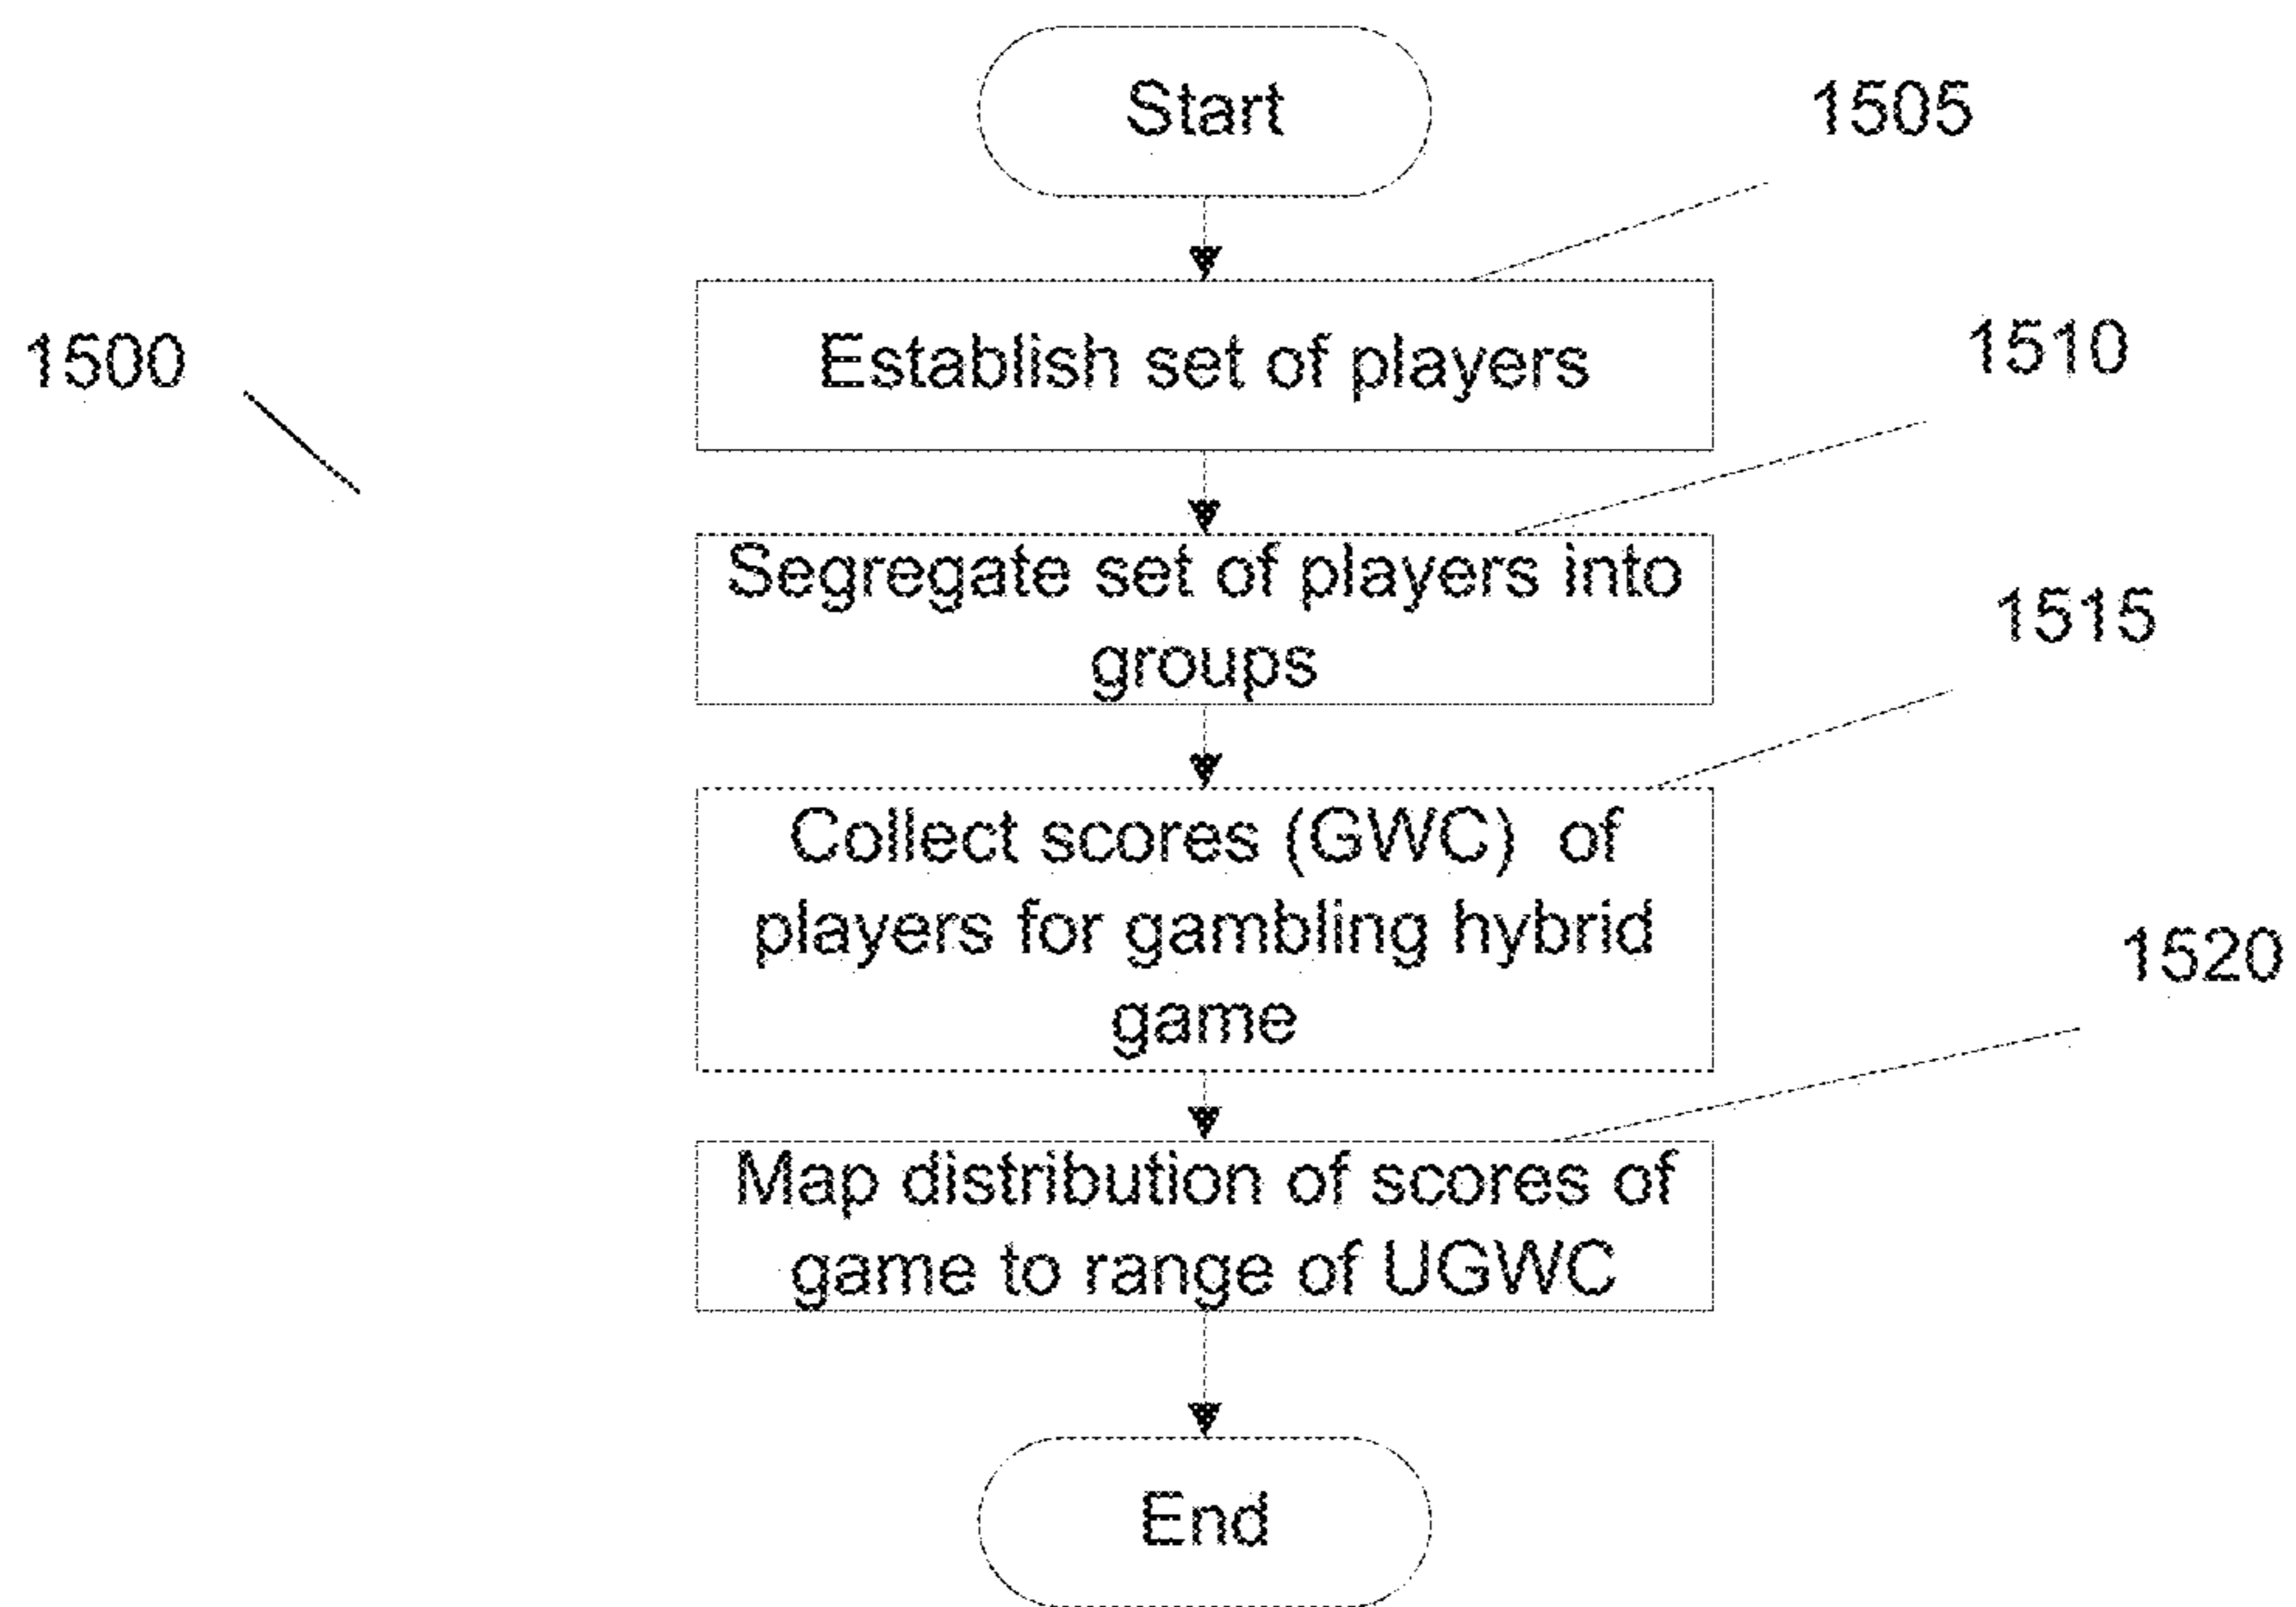 Start
1505
1500
Establish set of players
1510
Segregate set of players into
groups
1515
Collect scores (GWC) of
players for gambling hybrid
game
1520
Map distribution of scores of
game to range of UGWC
End